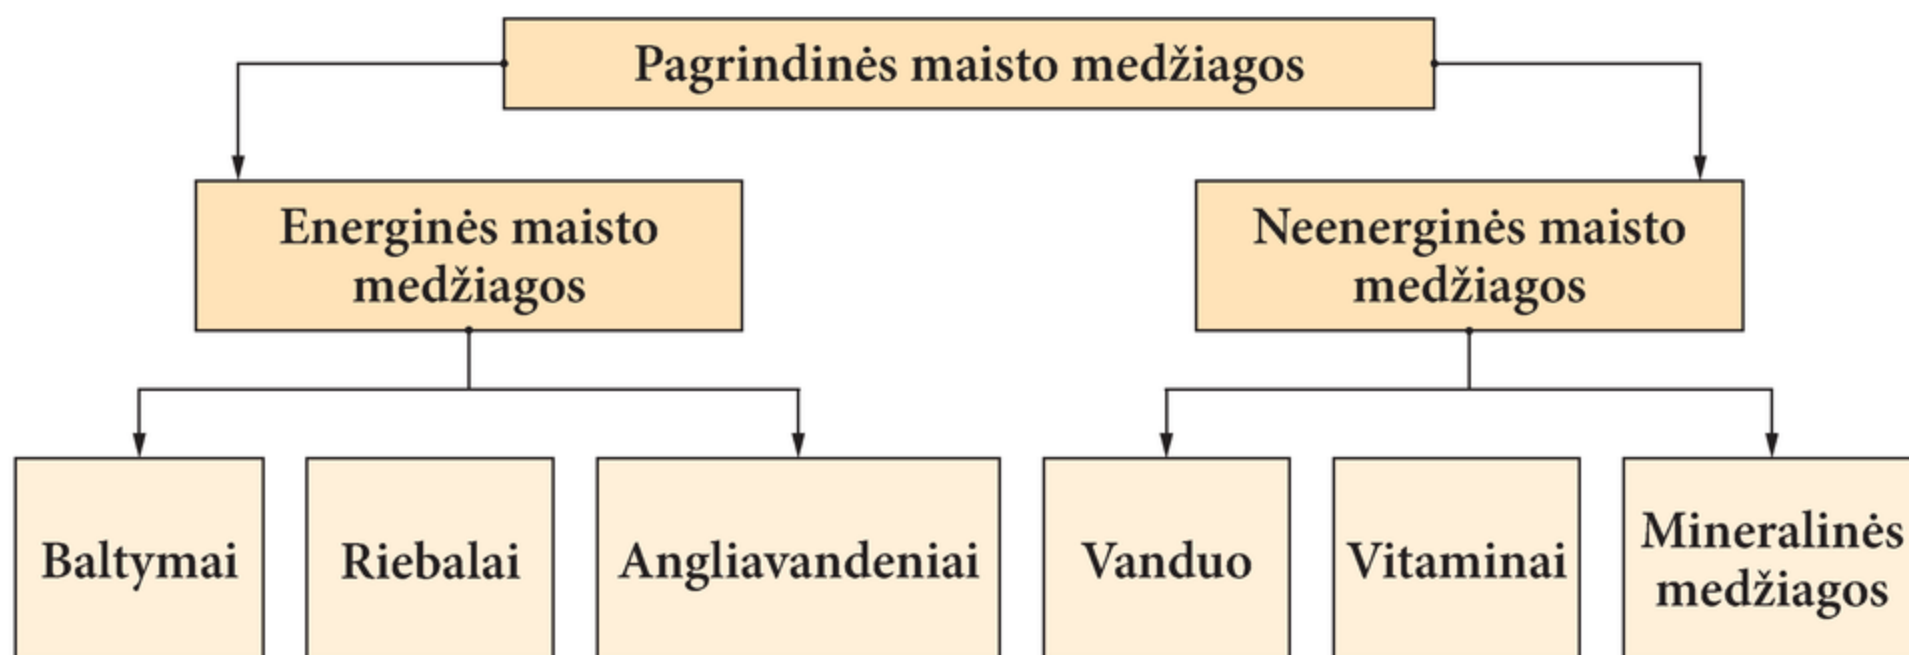 Pagrindinės maisto medžiagos
Energinės maisto
medžiagos
Neenerginės maisto
medžiagos
Baltymai
Riebalai
Angliavandeniai
Vanduo
Vitaminai
Mineralinės
medžiagos